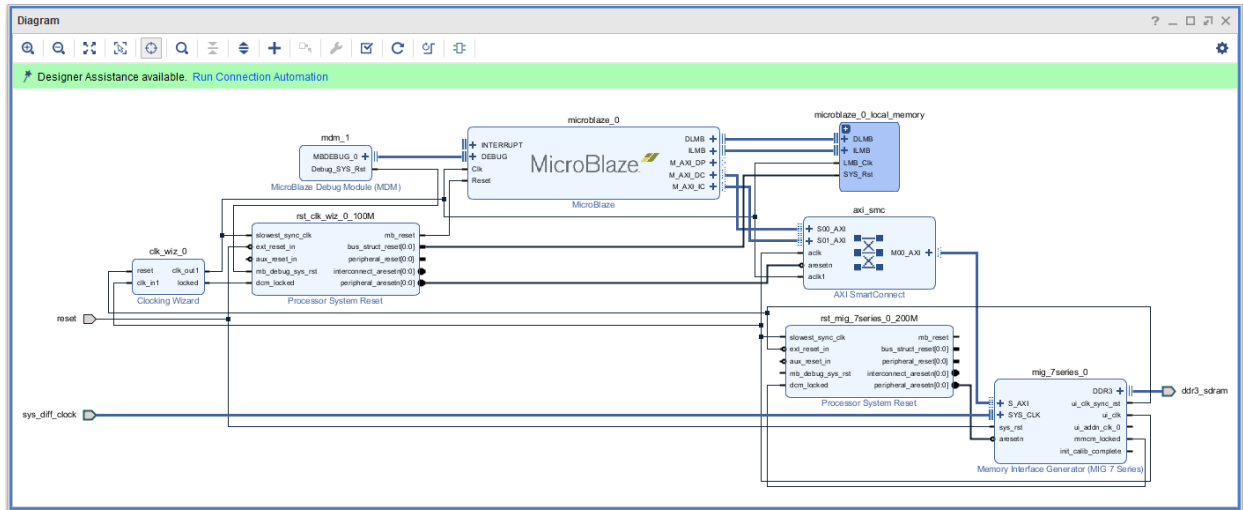 Diagram
Designer Assistance available. Run Connection Automation
mdm_1
MBDEBUG_0
Debug_SYS_Rst
MicroBlaze Debug Module (MDM)
microblaze_0
INTERRUPT
DEBUG
Clk
Reset
MicroBlaze
DLMB
ILMB
M_AXI_DP
M_AXI_DC
M_AXI_IC
MicroBlaze
microblaze_0_local_memory
DLMB
ILMB
LMB_Clk
SYS_Rst
rst_clk_wiz_0_100M
slowest_sync_clk
ext_reset_in
aux_reset_in
mb_debug_sys_rst
dcm_locked
mb_reset
bus_struct_reset[0:0]
peripheral_reset[0:0]
interconnect_aresetn[0:0]
peripheral_aresetn[0:0]
Processor System Reset
clk_wiz_0
reset
clk_in1
clk_out1
locked
Clocking Wizard
axi_smc
S00_AXI
S01_AXI
aclk
aresetn
aclk1
M00_AXI
AXI SmartConnect
reset
rst_mig_7series_0_200M
slowest_sync_clk
ext_reset_in
aux_reset_in
mb_debug_sys_rst
dcm_locked
mb_reset
bus_struct_reset[0:0]
peripheral_reset[0:0]
interconnect_aresetn[0:0]
peripheral_aresetn[0:0]
Processor System Reset
mig_7series_0
S_AXI
SYS_CLK
sys_rst
aresetn
DDR3
ui_clk_sync_rst
ui_clk
ui_addn_clk_0
mmcm_locked
init_calib_complete
Memory Interface Generator (MIG 7 Series)
ddr3_sdram
sys_diff_clock